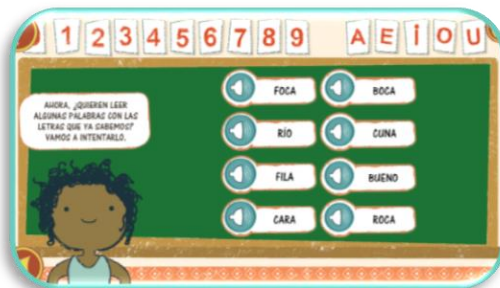 1 2 3 4 5 6 7 8 9 A E i O U
AHORA, ¿QUIEREN LEER
ALGUNAS PALABRAS CON LAS
LETRAS QUE YA SABEMOS?
VAMOS A INTENTARLO.
FOCA BOCA
RÍO CUNA
FILA BUENO
CARA ROCA